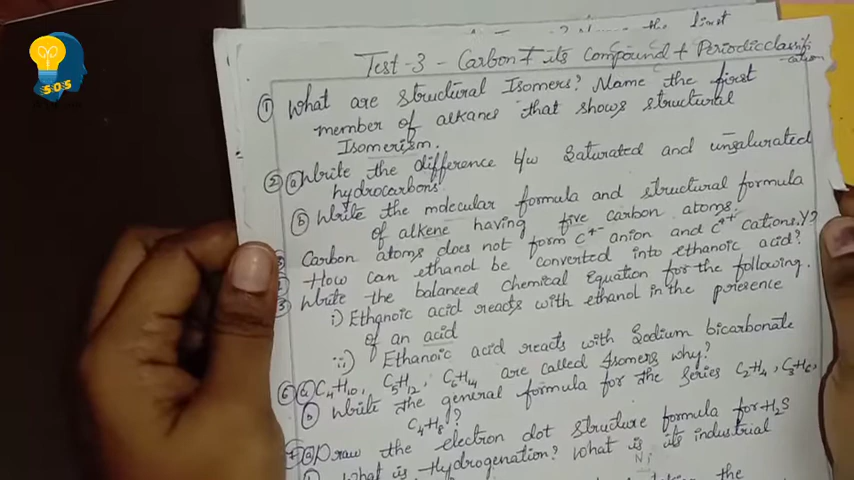 S O S
Test-3 - Carbon & its Compound + Periodic classification
① What are structural Isomers? Name the first
member of alkanes that shows structural
Isomerism.
② ⓐ Write the difference b/w Saturated and unsaturated
hydrocarbons
ⓑ Write the molecular formula and structural formula
of alkene having five carbon atoms.
Carbon atoms does not form C⁴⁻ anion and C⁴⁺ cations. Y?
How can ethanol be converted into ethanoic acid?
Write the balanced chemical Equation for the following.
i) Ethanoic acid reacts with ethanol in the presence
of an acid
ii) Ethanoic acid reacts with Sodium bicarbonate
⑥ ⓐ C₄H₁₀, C₅H₁₂, C₆H₁₄ are called Isomers why?
ⓑ Write the general formula for the series C₂H₄, C₃H₆,
C₄H₈?
⑦ ⓐ Draw the electron dot structure formula for H₂S
What is Hydrogenation? What is its industrial
Ni
the